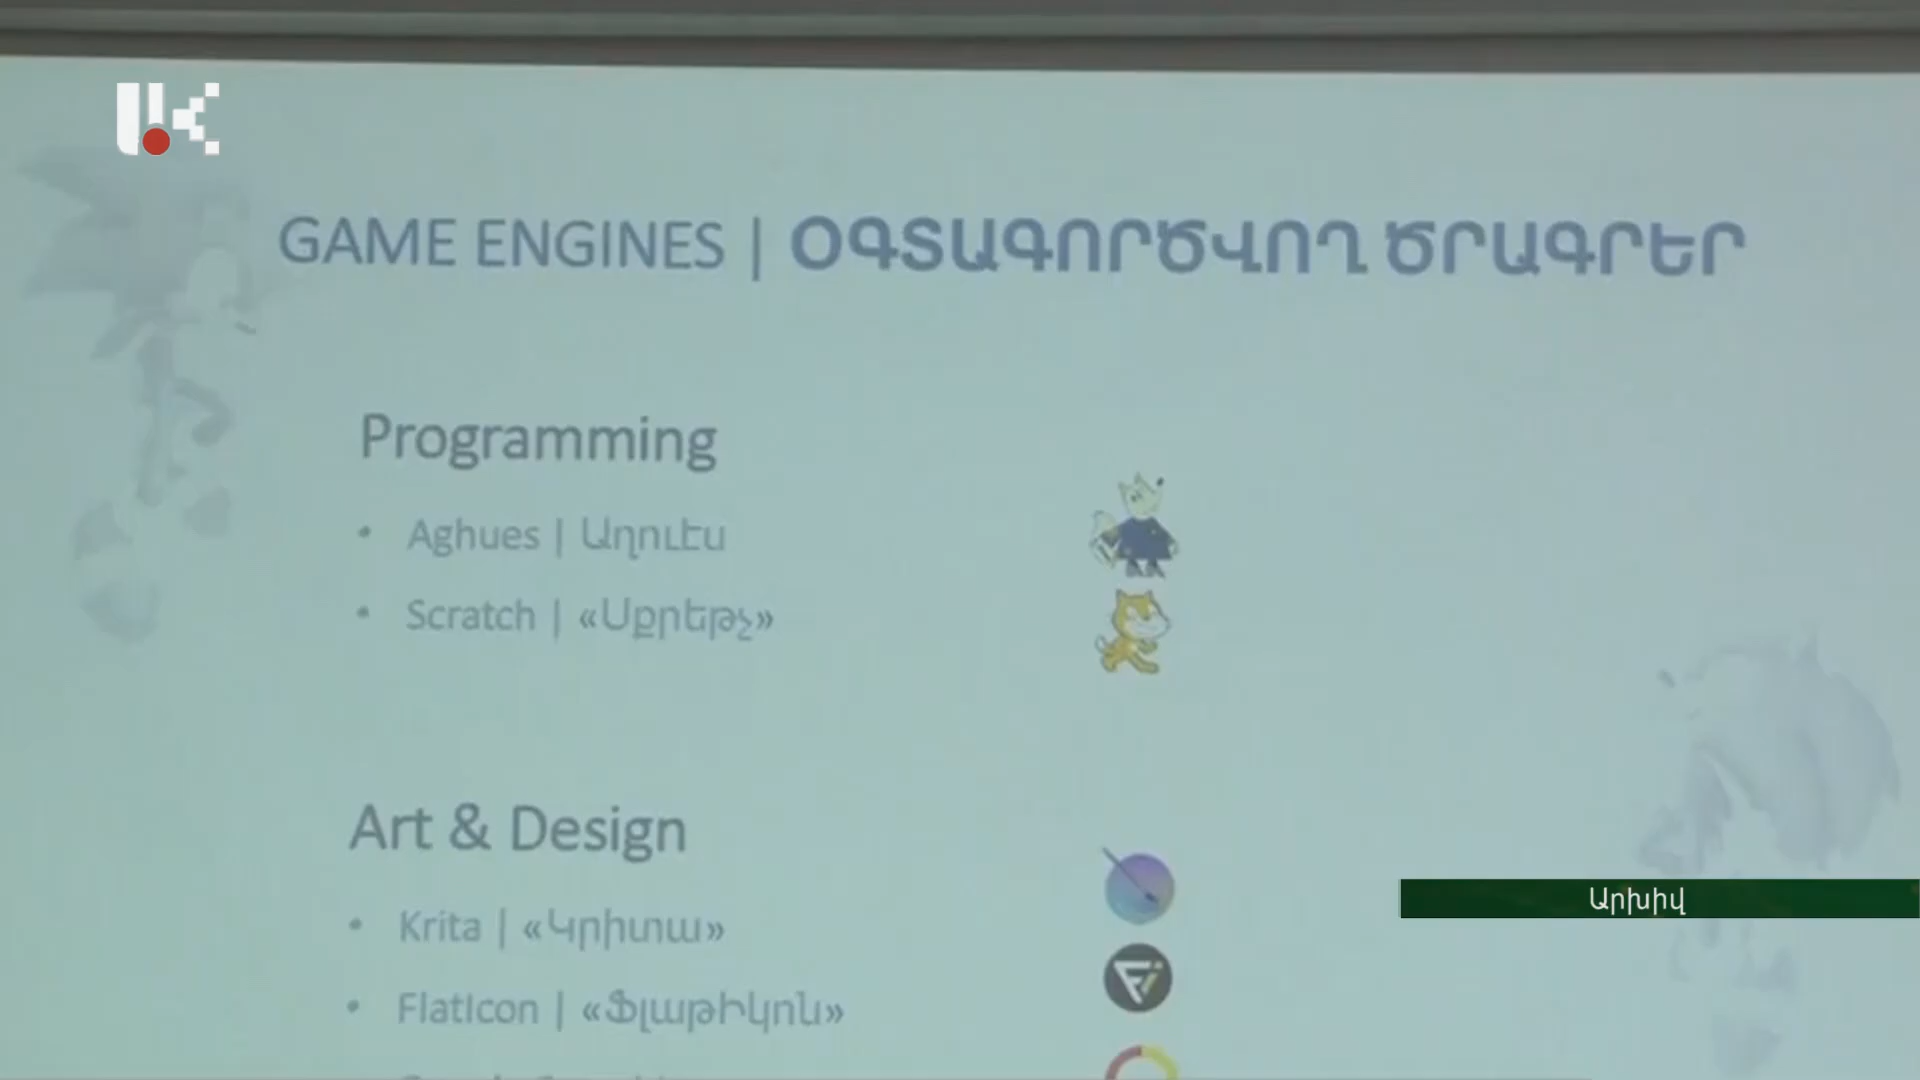 GAME ENGINES | ՕԳՏԱԳՈՐԾՎՈՂ ԾՐԱԳՐԵՐ
Programming
• Aghues | Աղուէս
• Scratch | «Սքրեթչ»
Art & Design
• Krita | «Կրիտա»
• FlatIcon | «Ֆլաթիկոն»
Արխիվ